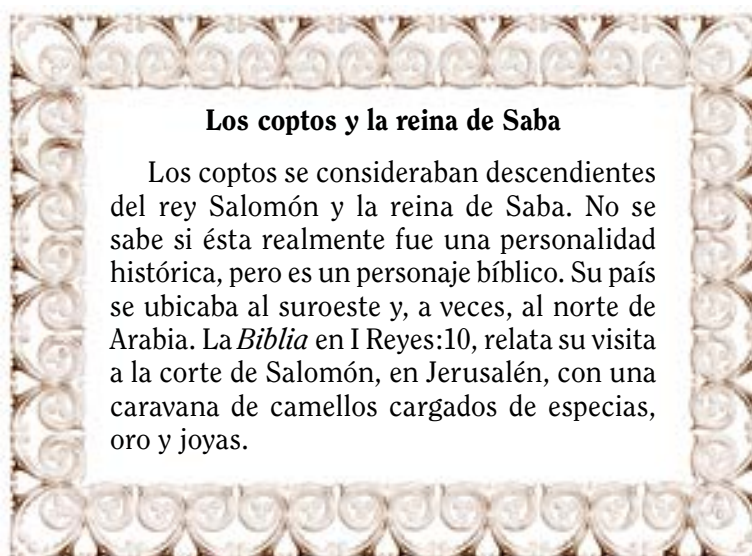 Los coptos y la reina de Saba
Los coptos se consideraban descendientes
del rey Salomón y la reina de Saba. No se
sabe si ésta realmente fue una personalidad
histórica, pero es un personaje bíblico. Su país
se ubicaba al suroeste y, a veces, al norte de
Arabia. La Biblia en I Reyes:10, relata su visita
a la corte de Salomón, en Jerusalén, con una
caravana de camellos cargados de especias,
oro y joyas.